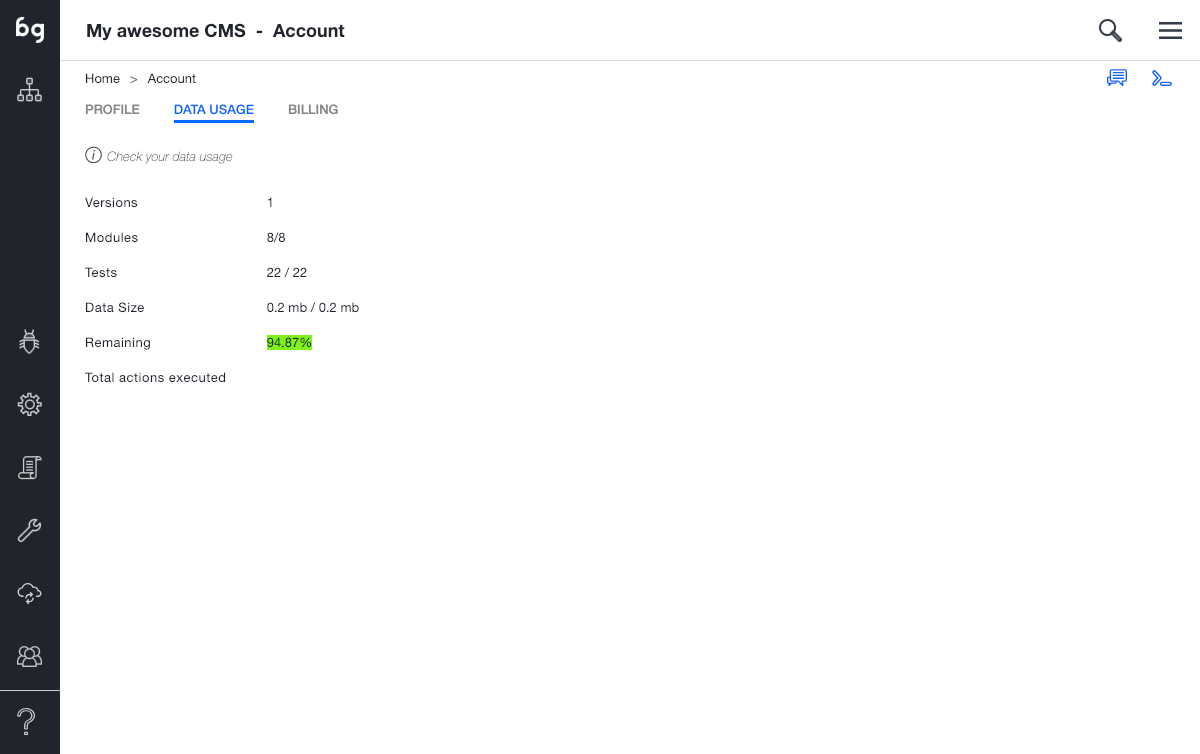 bg
My awesome CMS - Account
Home > Account
PROFILE DATA USAGE BILLING
Check your data usage
Versions 1
Modules 8/8
Tests 22 / 22
Data Size 0.2 mb / 0.2 mb
Remaining 94.87%
Total actions executed